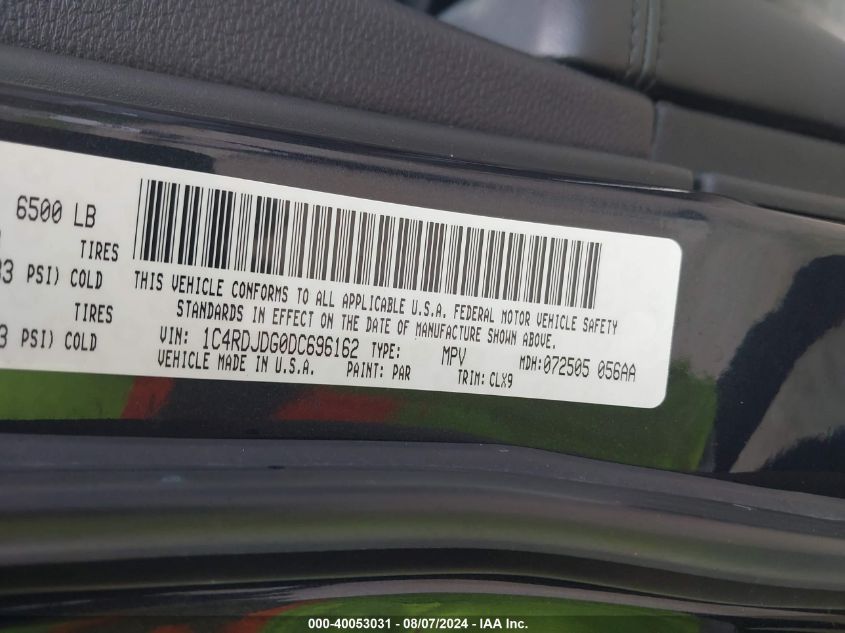 6500 LB
TIRES
33 PSI) COLD
TIRES
3 PSI) COLD
THIS VEHICLE CONFORMS TO ALL APPLICABLE U.S.A. FEDERAL MOTOR VEHICLE SAFETY
STANDARDS IN EFFECT ON THE DATE OF MANUFACTURE SHOWN ABOVE.
VIN: 1C4RDJDG0DC696162 TYPE: MPV MDH:072505 056AA
VEHICLE MADE IN U.S.A. PAINT: PAR TRIM: CLX9
000-40053031 - 08/07/2024 - IAA Inc.